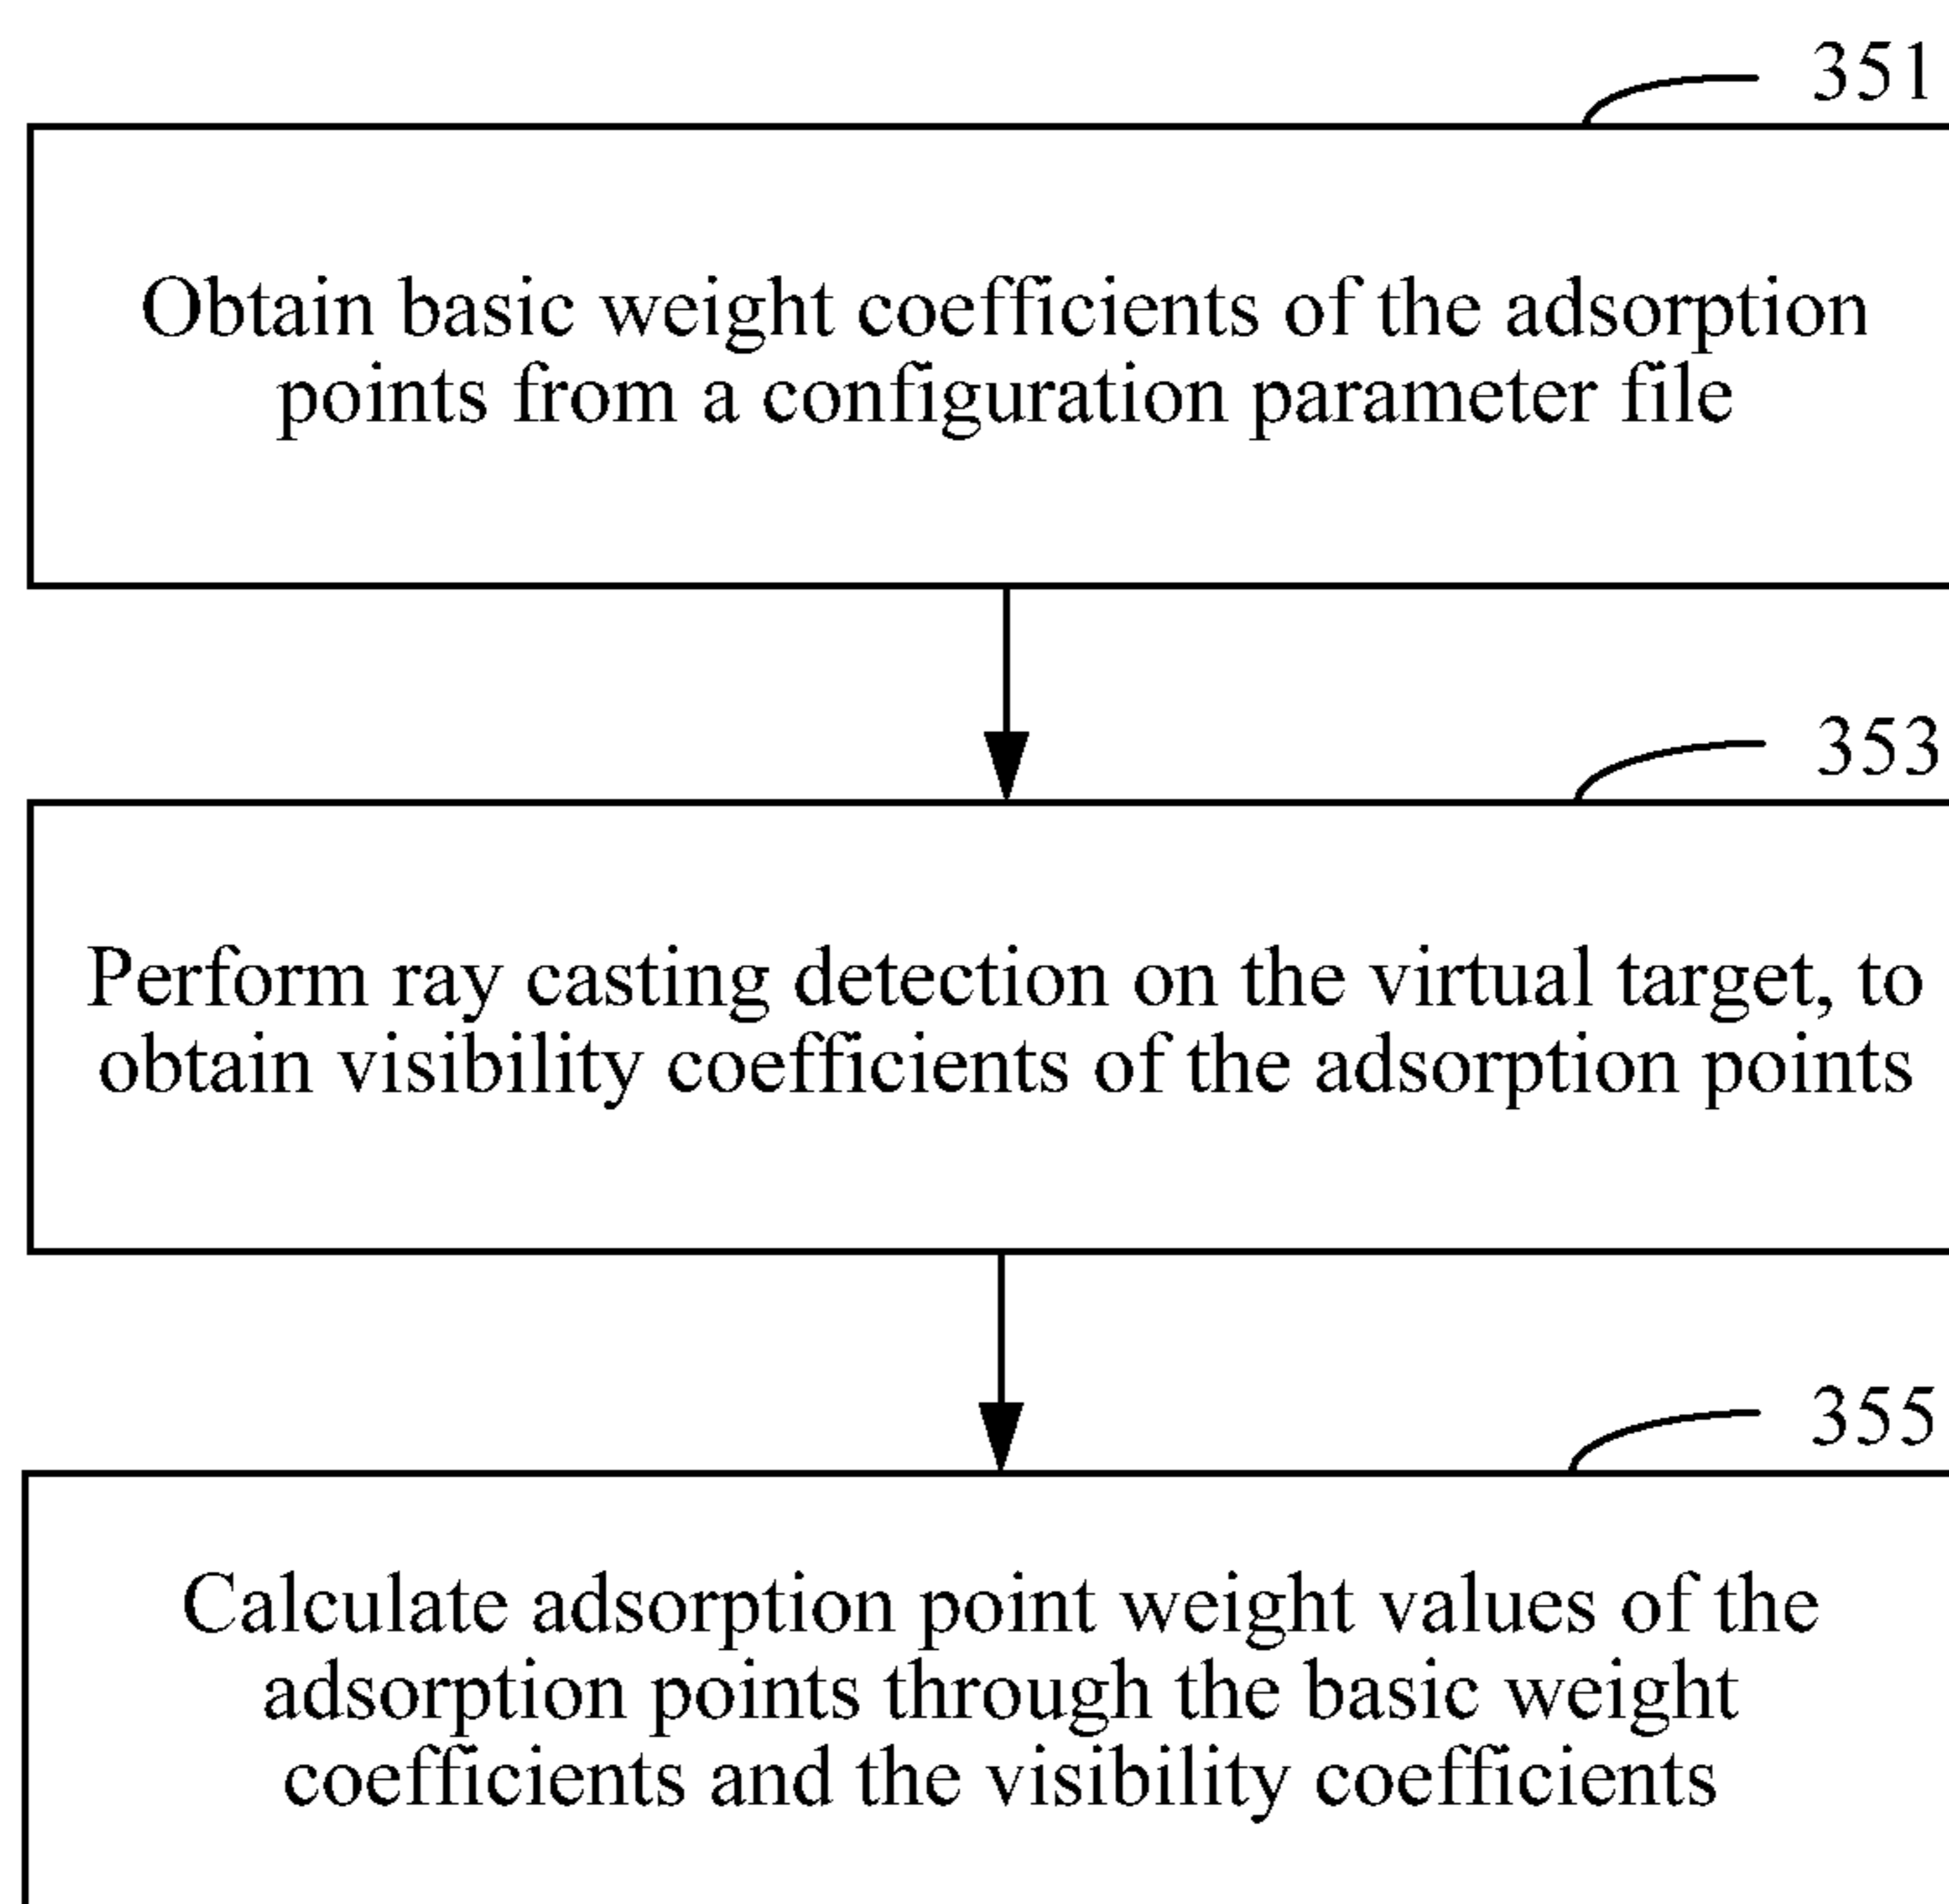 351
Obtain basic weight coefficients of the adsorption
points from a configuration parameter file
353
Perform ray casting detection on the virtual target, to
obtain visibility coefficients of the adsorption points
355
Calculate adsorption point weight values of the
adsorption points through the basic weight
coefficients and the visibility coefficients